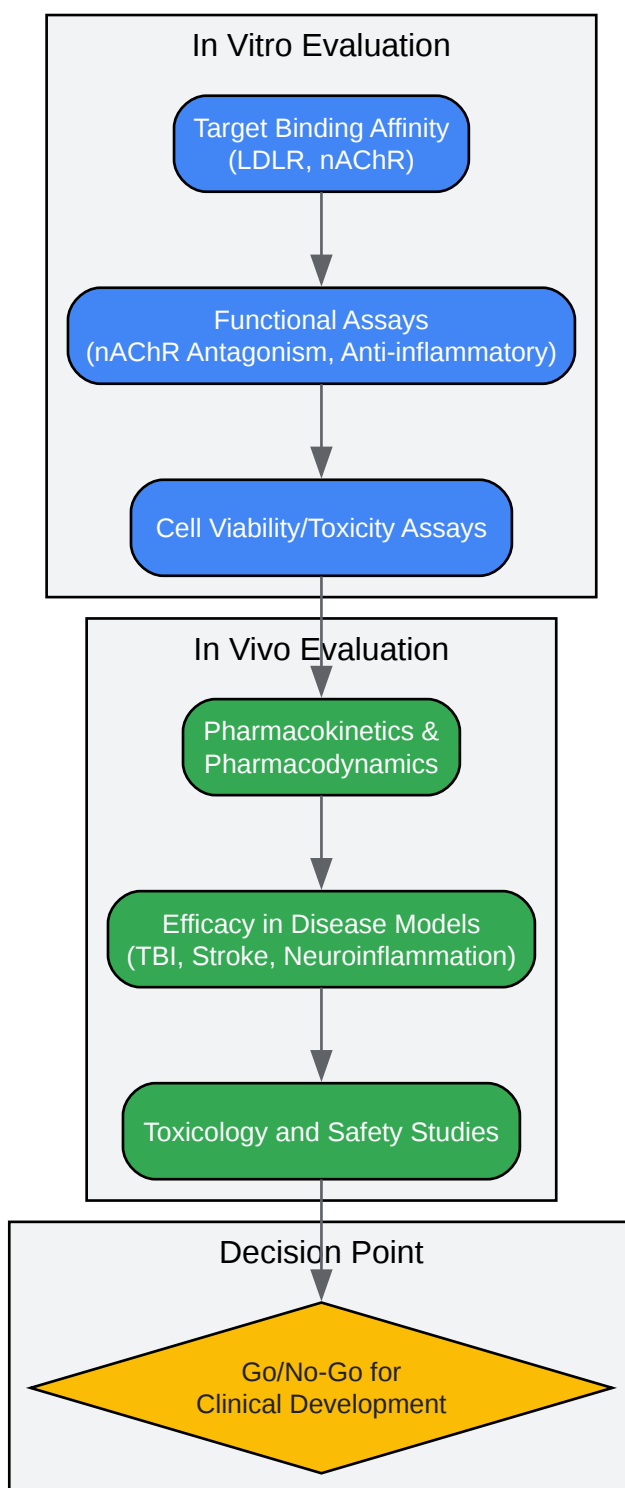 In Vitro Evaluation
Target Binding Affinity
(LDLR, nAChR)
Functional Assays
(nAChR Antagonism, Anti-inflammatory)
Cell Viability/Toxicity Assays
In Vivo Evaluation
Pharmacokinetics &
Pharmacodynamics
Efficacy in Disease Models
(TBI, Stroke, Neuroinflammation)
Toxicology and Safety Studies
Decision Point
Go/No-Go for
Clinical Development